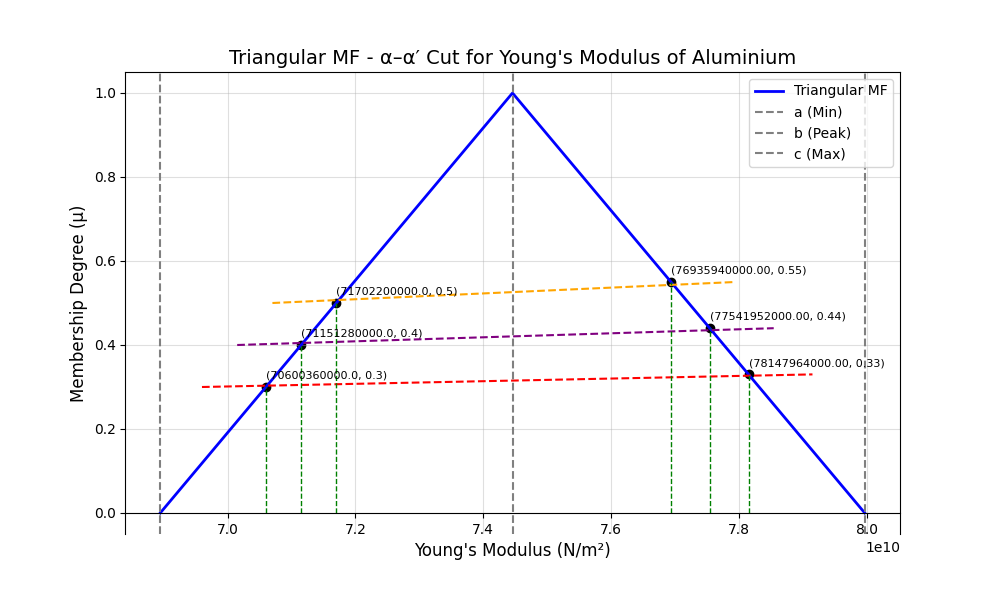 Triangular MF - α–α′ Cut for Young's Modulus of Aluminium
Triangular MF
a (Min)
b (Peak)
c (Max)
Membership Degree (μ)
1.0
0.8
0.6
0.4
0.2
0.0
(76935940000.00, 0.55)
(71702200000.0, 0.5)
(77541952000.00, 0.44)
(71151280000.0, 0.4)
(78147964000.00, 0.33)
(70600360000.0, 0.3)
7.0 7.2 7.4 7.6 7.8 8.0
1e10
Young's Modulus (N/m²)